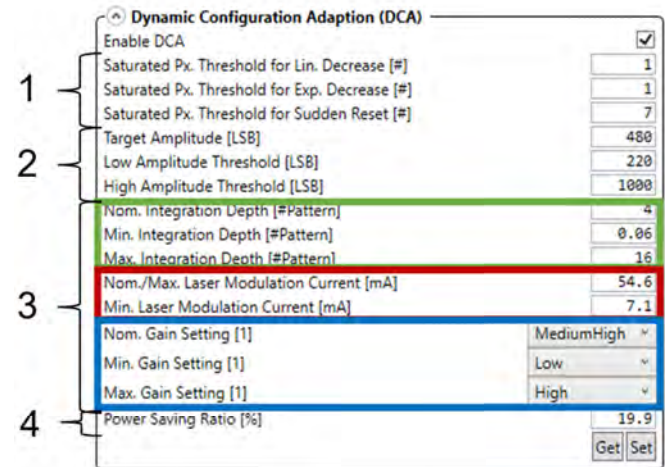 Dynamic Configuration Adaption (DCA)
Enable DCA
1
Saturated Px. Threshold for Lin. Decrease [#] 1
Saturated Px. Threshold for Exp. Decrease [#] 1
Saturated Px. Threshold for Sudden Reset [#] 7
2
Target Amplitude [LSB] 480
Low Amplitude Threshold [LSB] 220
High Amplitude Threshold [LSB] 1000
3
Nom. Integration Depth [#Pattern] 4
Min. Integration Depth [#Pattern] 0.06
Max. Integration Depth [#Pattern] 16
Nom./Max. Laser Modulation Current [mA] 54.6
Min. Laser Modulation Current [mA] 7.1
Nom. Gain Setting [1] MediumHigh
Min. Gain Setting [1] Low
Max. Gain Setting [1] High
4
Power Saving Ratio [%] 19.9
Get Set